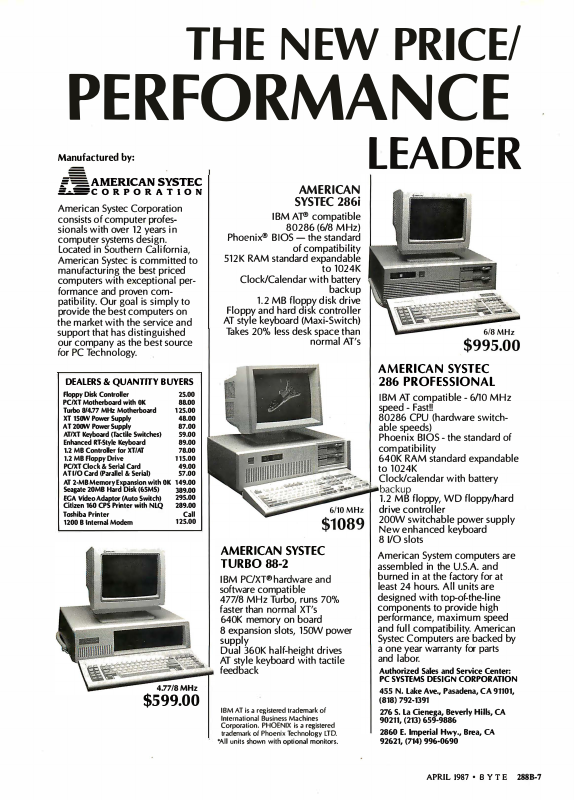 THE NEW PRICE/
PERFORMANCE
LEADER
Manufactured by:
AMERICAN SYSTEC
CORPORATION
American Systec Corporation
consists of computer profes-
sionals with over 12 years in
computer systems design.
Located in Southern California,
American Systec is committed to
manufacturing the best priced
computers with exceptional per-
formance and proven com-
patibility. Our goal is simply to
provide the best computers on
the market with the service and
support that has distinguished
our company as the best source
for PC Technology.
DEALERS & QUANTITY BUYERS
Floppy Disk Controller 25.00
PC/XT Motherboard with 0K 88.00
Turbo 8/4.77 MHz Motherboard 125.00
XT 150W Power Supply 48.00
AT 200W Power Supply 87.00
AT/XT Keyboard (Tactile Switches) 59.00
Enhanced RT-Style Keyboard 89.00
1.2 MB Controller for XT/AT 78.00
1.2 MB Floppy Drive 115.00
PC/XT Clock & Serial Card 49.00
AT I/O Card (Parallel & Serial) 57.00
AT 2-MB Memory Expansion with 0K 149.00
Seagate 20MB Hard Disk (65MS) 389.00
EGA Video Adaptor (Auto Switch) 295.00
Citizen 160 CPS Printer with NLQ 289.00
Toshiba Printer Call
1200 B Internal Modem 125.00
4.77/8 MHz
$599.00
AMERICAN
SYSTEC 286i
IBM AT® compatible
80286 (6/8 MHz)
Phoenix® BIOS — the standard
of compatibility
512K RAM standard expandable
to 1024K
Clock/Calendar with battery
backup
1.2 MB floppy disk drive
Floppy and hard disk controller
AT style keyboard (Maxi-Switch)
Takes 20% less desk space than
normal AT's
6/10 MHz
$1089
AMERICAN SYSTEC
TURBO 88-2
IBM PC/XT® hardware and
software compatible
477/8 MHz Turbo, runs 70%
faster than normal XT's
640K memory on board
8 expansion slots, 150W power
supply
Dual 360K half-height drives
AT style keyboard with tactile
feedback
IBM AT is a registered trademark of
International Business Machines
Corporation. PHOENIX is a registered
trademark of Phoenix Technology LTD.
*All units shown with optional monitors.
6/8 MHz
$995.00
AMERICAN SYSTEC
286 PROFESSIONAL
IBM AT compatible - 6/10 MHz
speed - Fast!!
80286 CPU (hardware switch-
able speeds)
Phoenix BIOS - the standard of
compatibility
640K RAM standard expandable
to 1024K
Clock/calendar with battery
backup
1.2 MB floppy, WD floppy/hard
drive controller
200W switchable power supply
New enhanced keyboard
8 I/O slots
American System computers are
assembled in the U.S.A. and
burned in at the factory for at
least 24 hours. All units are
designed with top-of-the-line
components to provide high
performance, maximum speed
and full compatibility. American
Systec Computers are backed by
a one year warranty for parts
and labor.
Authorized Sales and Service Center:
PC SYSTEMS DESIGN CORPORATION
455 N. Lake Ave., Pasadena, CA 91101,
(818) 792-1391
276 S. La Cienega, Beverly Hills, CA
90211, (213) 659-9886
2860 E. Imperial Hwy., Brea, CA
92621, (714) 996-0690
APRIL 1987 • BYTE 288B-7